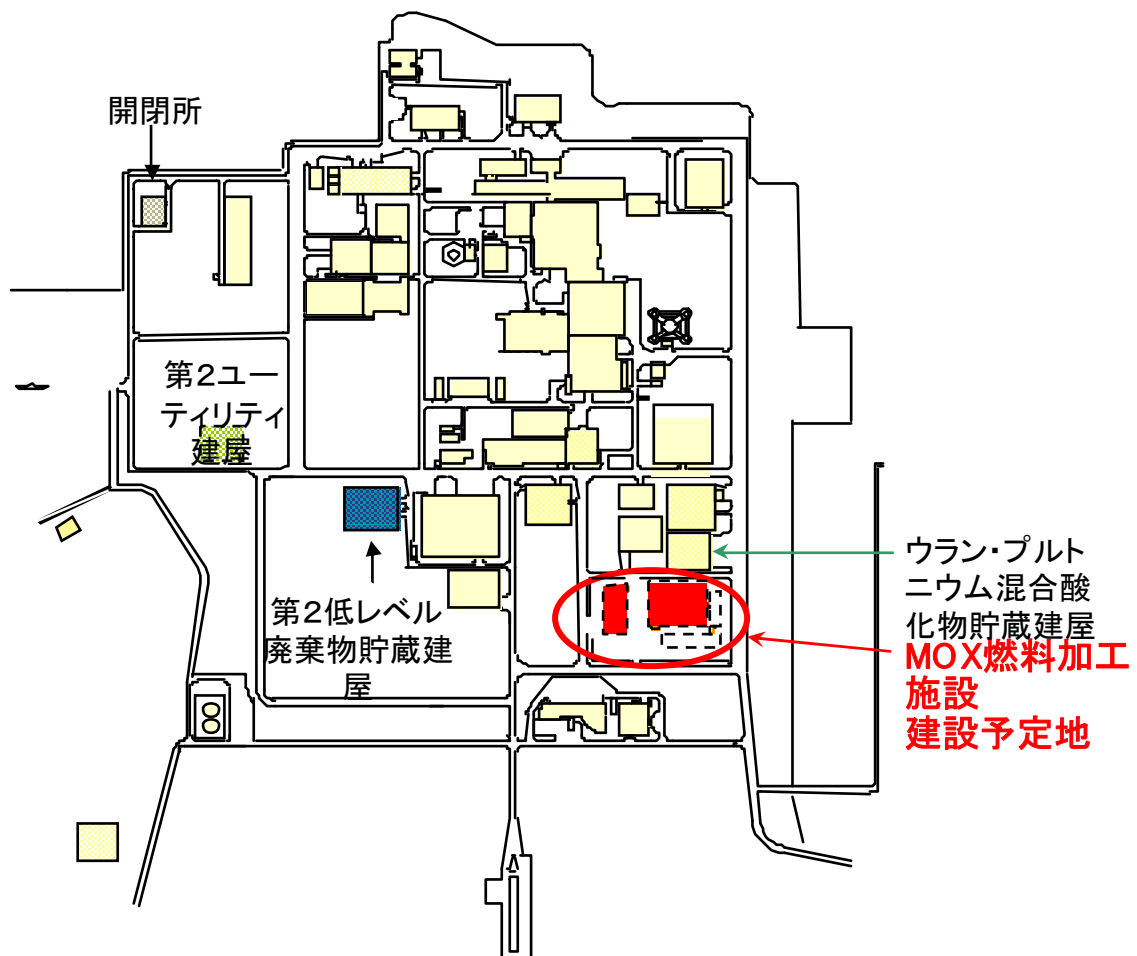 開閉所
第2ユー
ティリティ
建屋
第2低レベル
廃棄物貯蔵建
屋
ウラン・プルト
ニウム混合酸
化物貯蔵建屋
MOX燃料加工
施設
建設予定地